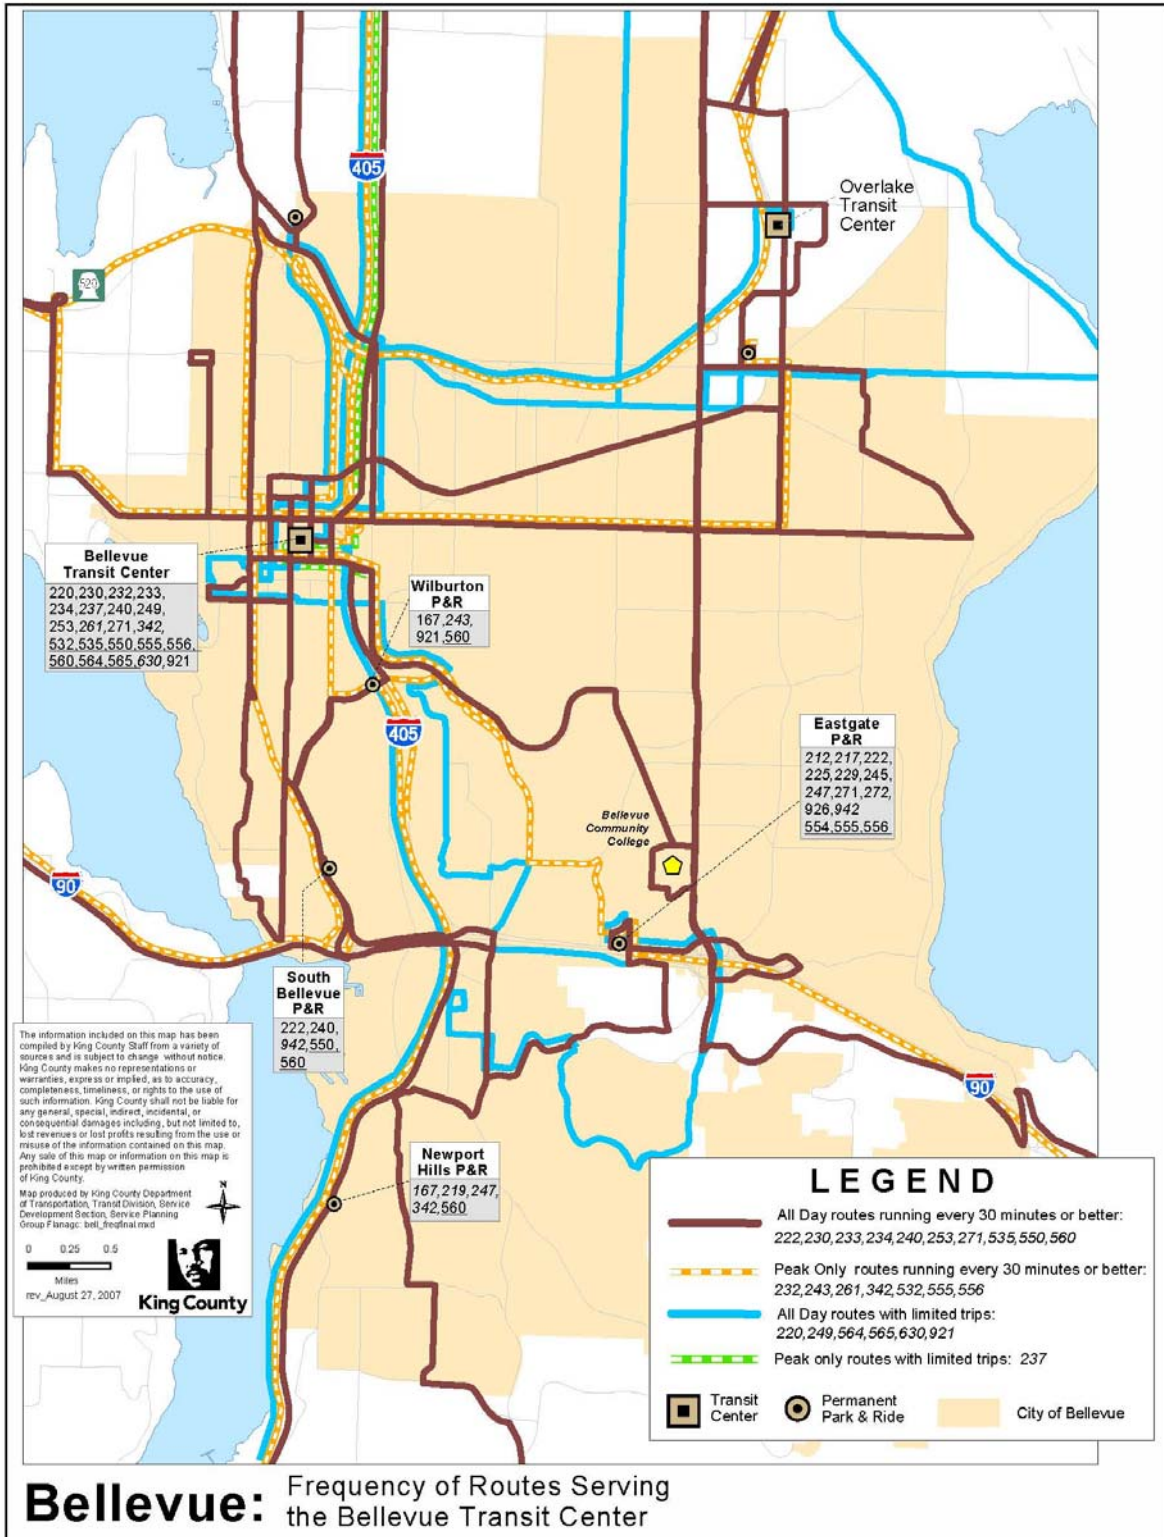 405
Overlake
Transit
Center
520
Bellevue
Transit Center
220,230,232,233,
234,237,240,249,
253,261,271,342,
532,535,550,555,556,
560,564,565,630,921
Wilburton
P&R
167,243,
921,560
405
Eastgate
P&R
212,217,222,
225,229,245,
247,271,272,
926,942
554,555,556
Bellevue
Community
College
90
South
Bellevue
P&R
222,240,
942,550,
560
90
The information included on this map has been
compiled by King County Staff from a variety of
sources and is subject to change without notice.
King County makes no representations or
warranties, express or implied, as to accuracy,
completeness, timeliness, or rights to the use of
such information. King County shall not be liable for
any general, special, indirect, incidental, or
consequential damages including, but not limited to,
lost revenues or lost profits resulting from the use or
misuse of the information contained on this map.
Any sale of this map or information on this map is
prohibited except by written permission
of King County.
Map produced by King County Department
of Transportation, Transit Division, Service
Development Section, Service Planning
Group Flanagc: bell_freqfinal.mxd
N
0 0.25 0.5
Miles
rev_August 27, 2007
King County
Newport
Hills P&R
167,219,247,
342,560
LEGEND
All Day routes running every 30 minutes or better:
222,230,233,234,240,253,271,535,550,560
Peak Only routes running every 30 minutes or better:
232,243,261,342,532,555,556
All Day routes with limited trips:
220,249,564,565,630,921
Peak only routes with limited trips: 237
Transit
Center
Permanent
Park & Ride
City of Bellevue
Bellevue: Frequency of Routes Serving
the Bellevue Transit Center